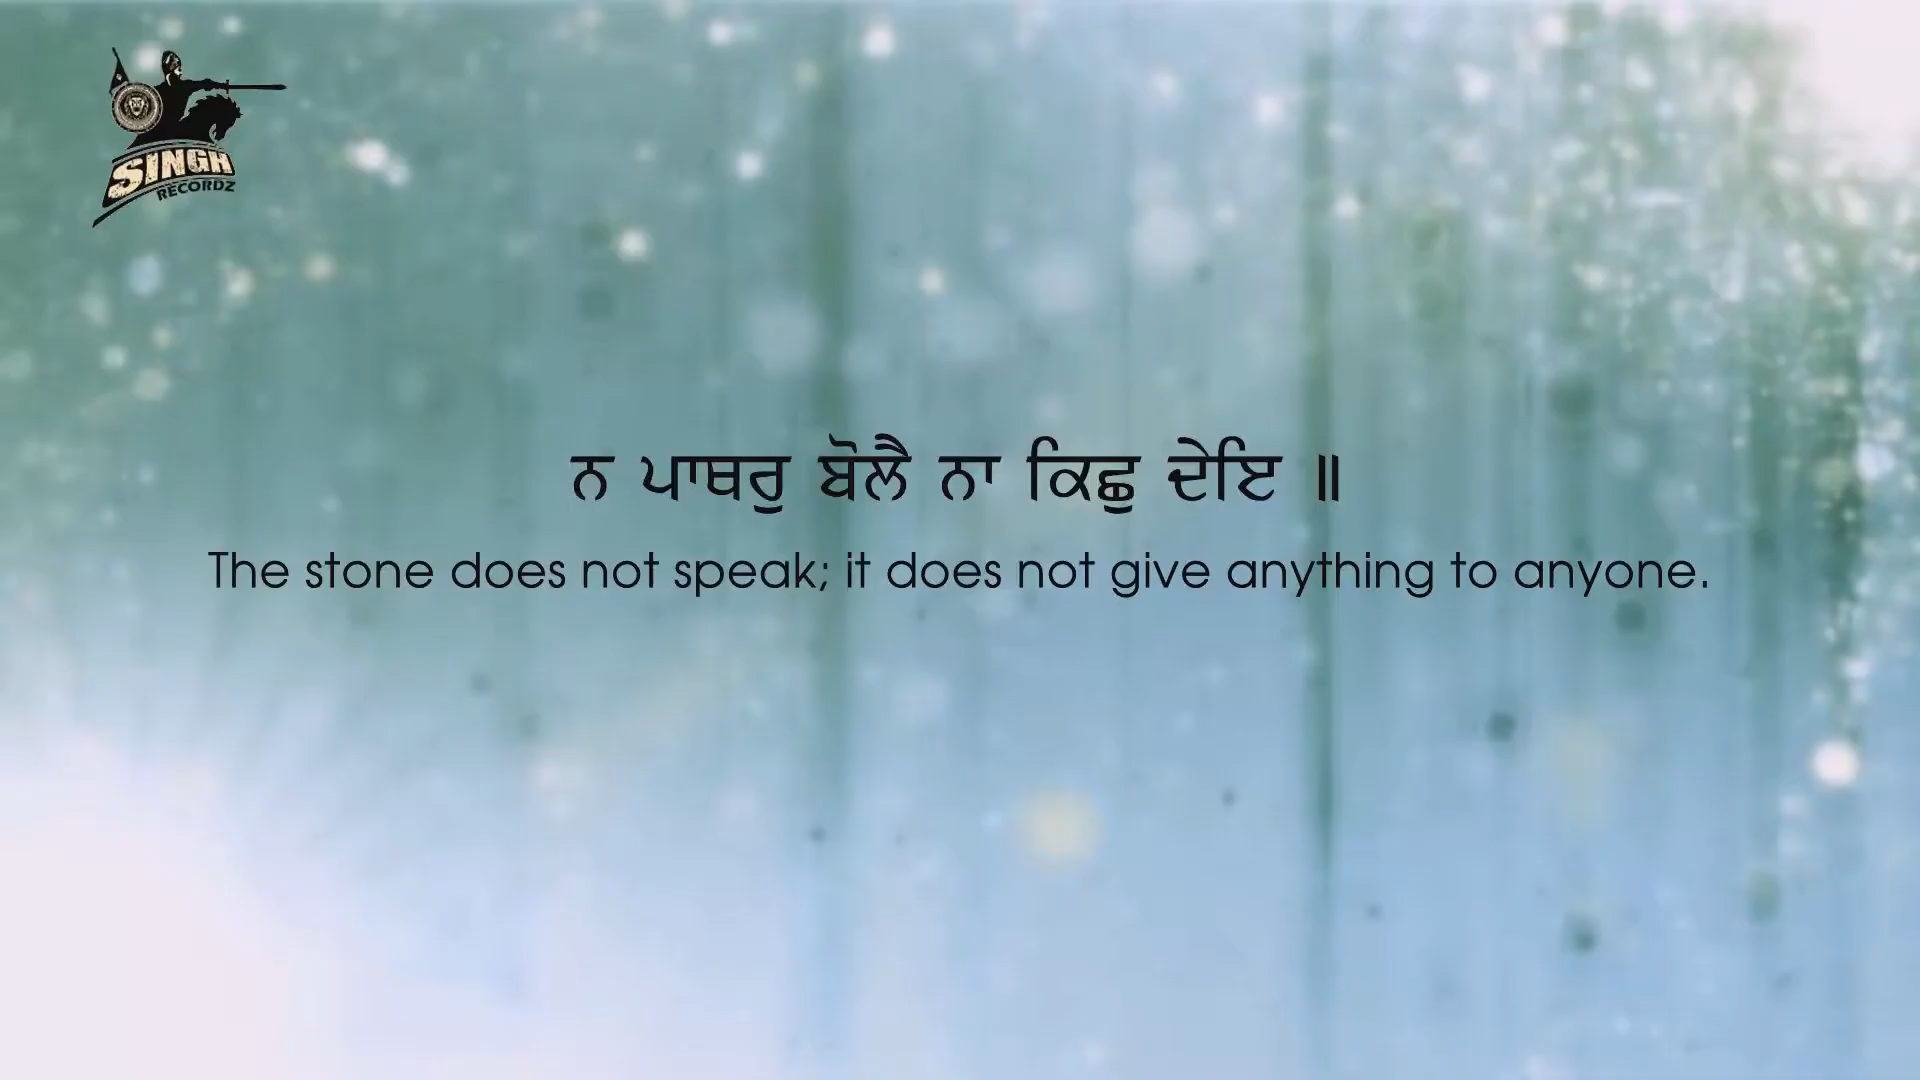 SINGH
RECORDZ
ਨ ਪਾਥਰੁ ਬੋਲੈ ਨਾ ਕਿਛੁ ਦੇਇ ॥
The stone does not speak; it does not give anything to anyone.